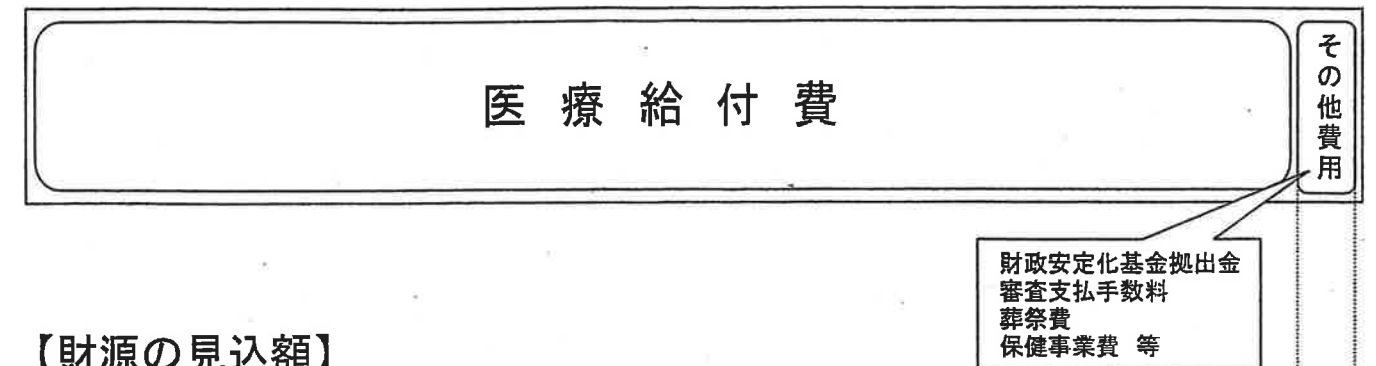 医療給付費
その他費用
財政安定化基金拠出金
審査支払手数料
葬祭費
保健事業費 等
【財源の見込額】